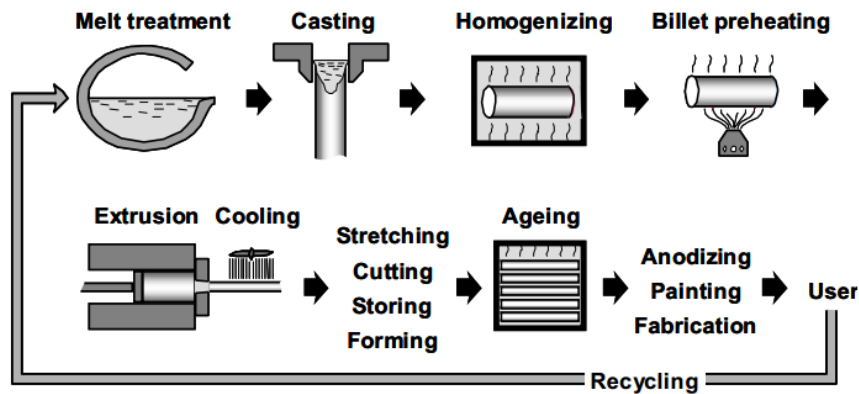 Melt treatment
Casting
Homogenizing
Billet preheating
Extrusion
Cooling
Stretching
Cutting
Storing
Forming
Ageing
Anodizing
Painting
Fabrication
User
Recycling